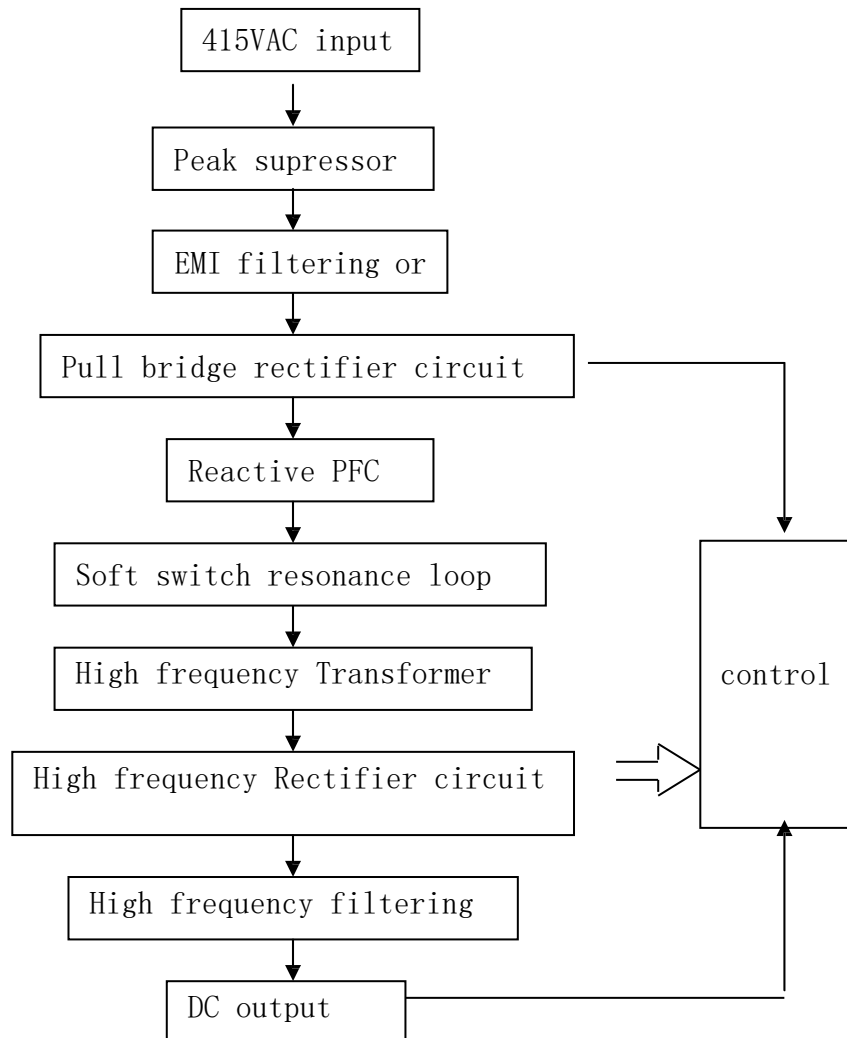 415VAC input
Peak supressor
EMI filtering or
Pull bridge rectifier circuit
Reactive PFC
Soft switch resonance loop
High frequency Transformer
control
High frequency Rectifier circuit
High frequency filtering
DC output